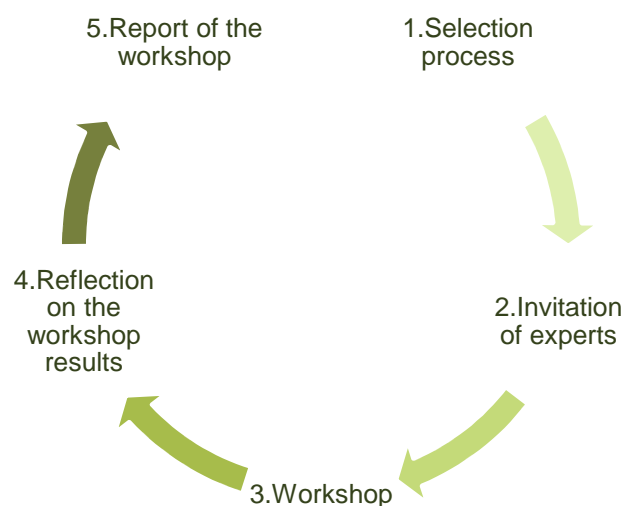 1.Selection
process
2.Invitation
of experts
3.Workshop
4.Reflection
on the
workshop
results
5.Report of the
workshop